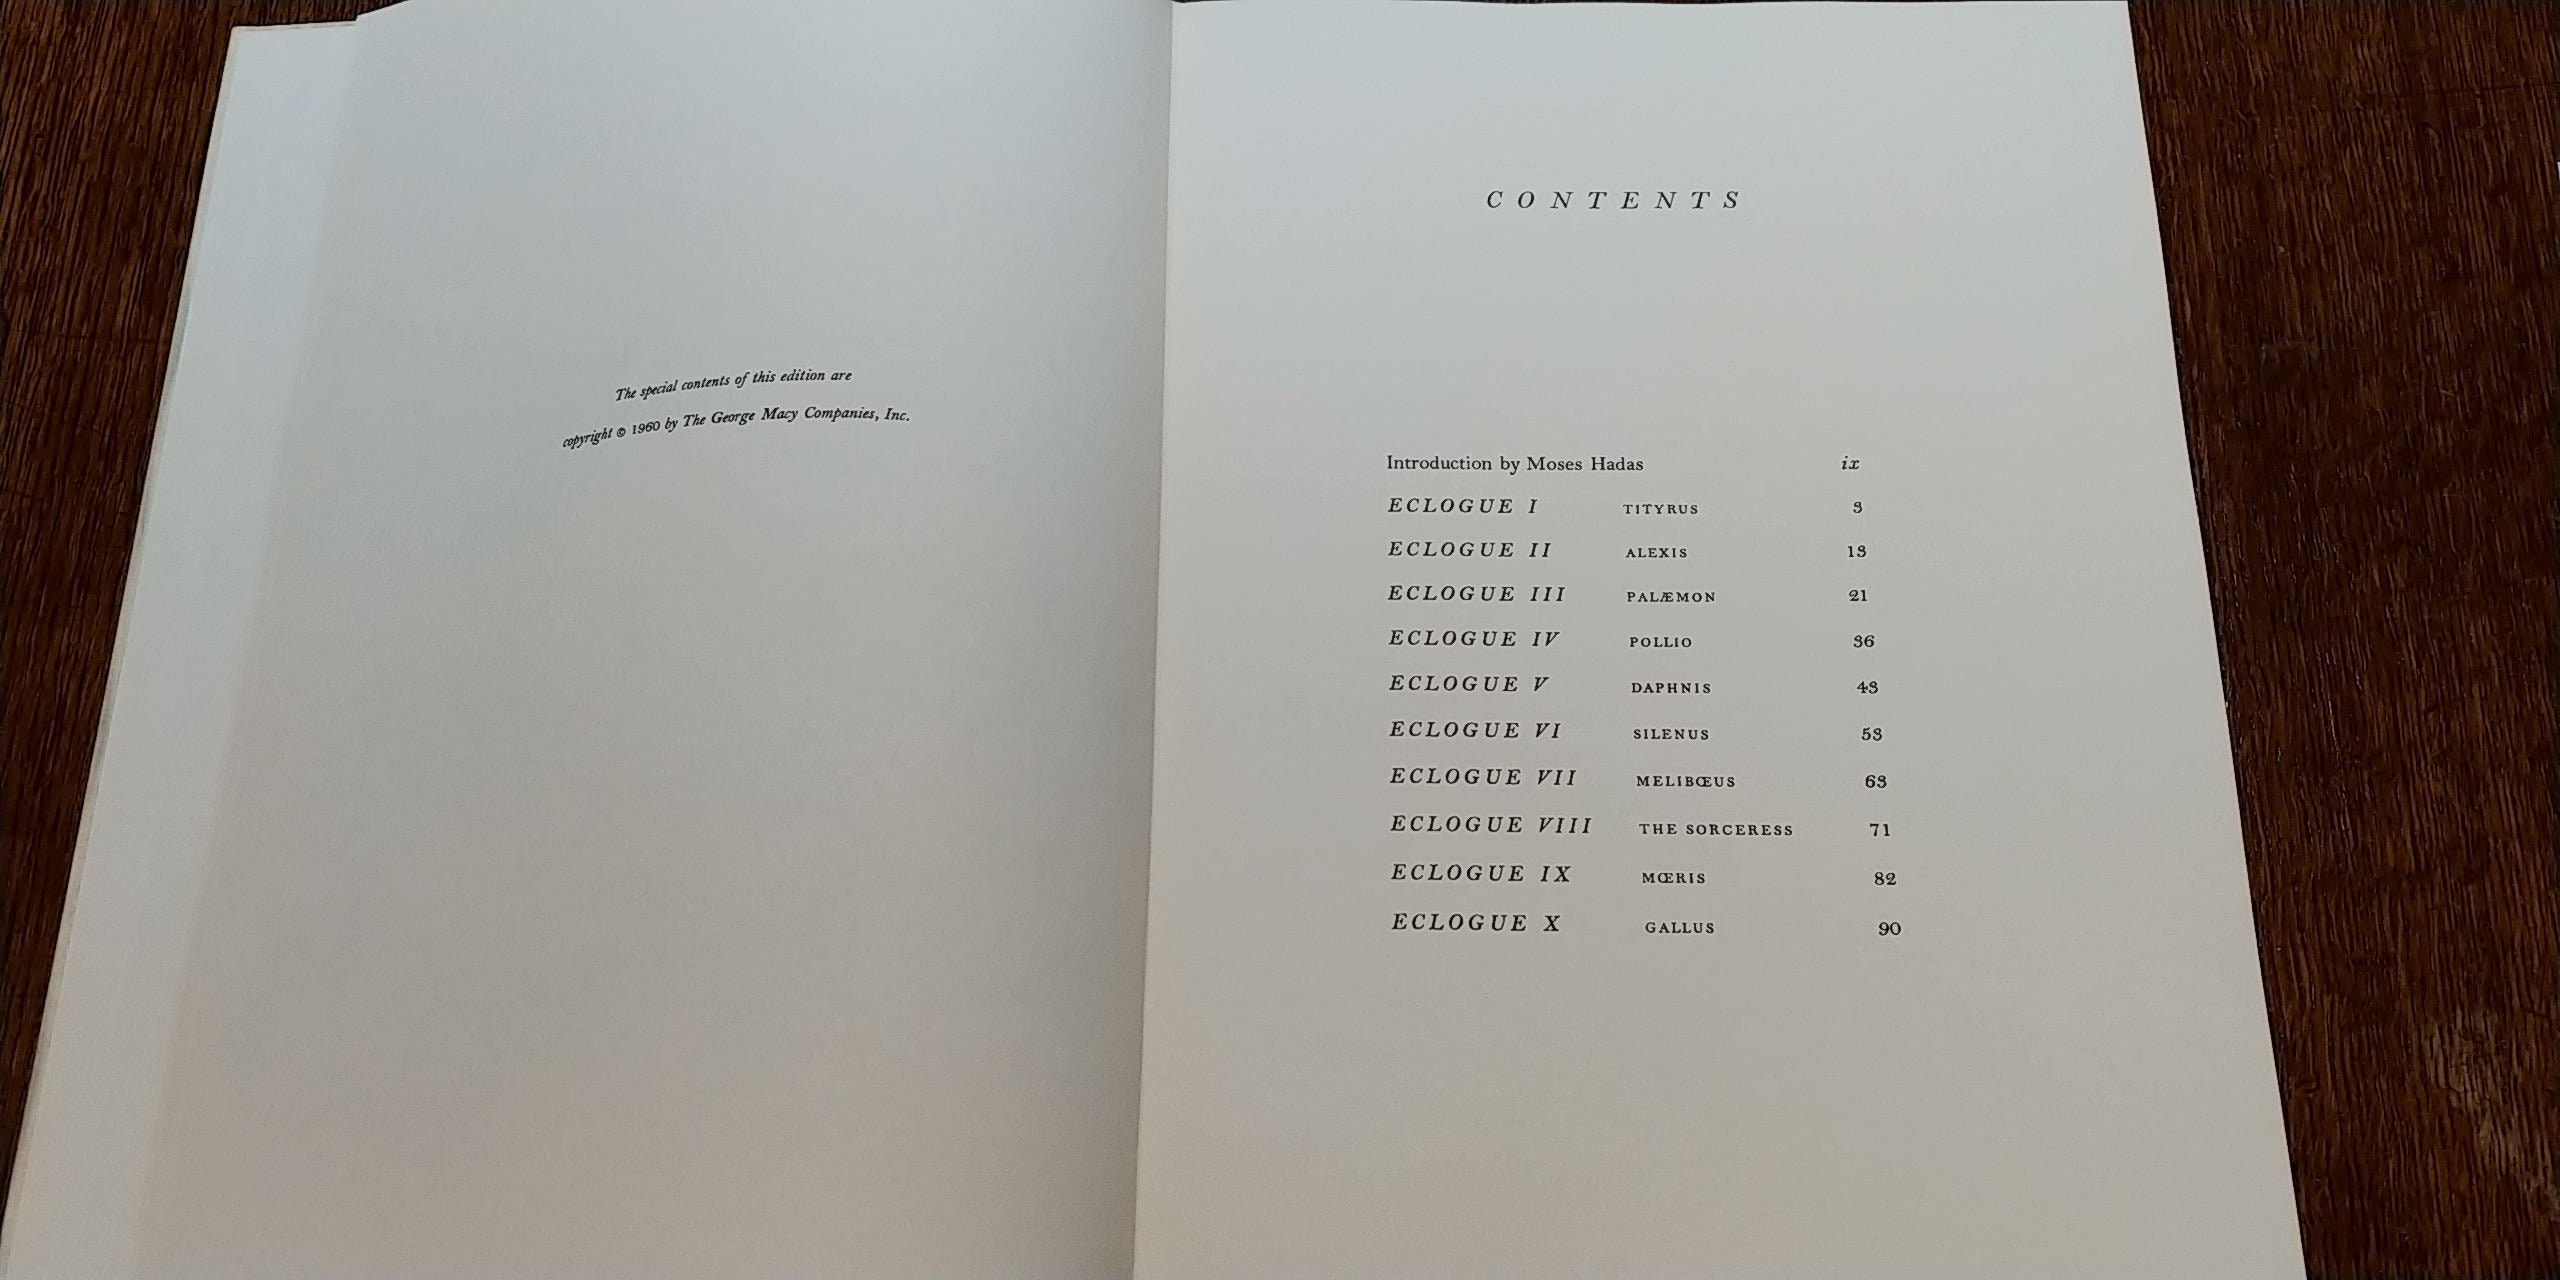 The special contents of this edition are
copyright © 1960 by The George Macy Companies, Inc.
CONTENTS
Introduction by Moses Hadas ix
ECLOGUE I TITYRUS 3
ECLOGUE II ALEXIS 13
ECLOGUE III PALÆMON 21
ECLOGUE IV POLLIO 36
ECLOGUE V DAPHNIS 43
ECLOGUE VI SILENUS 53
ECLOGUE VII MELIBŒUS 63
ECLOGUE VIII THE SORCERESS 71
ECLOGUE IX MŒRIS 82
ECLOGUE X GALLUS 90